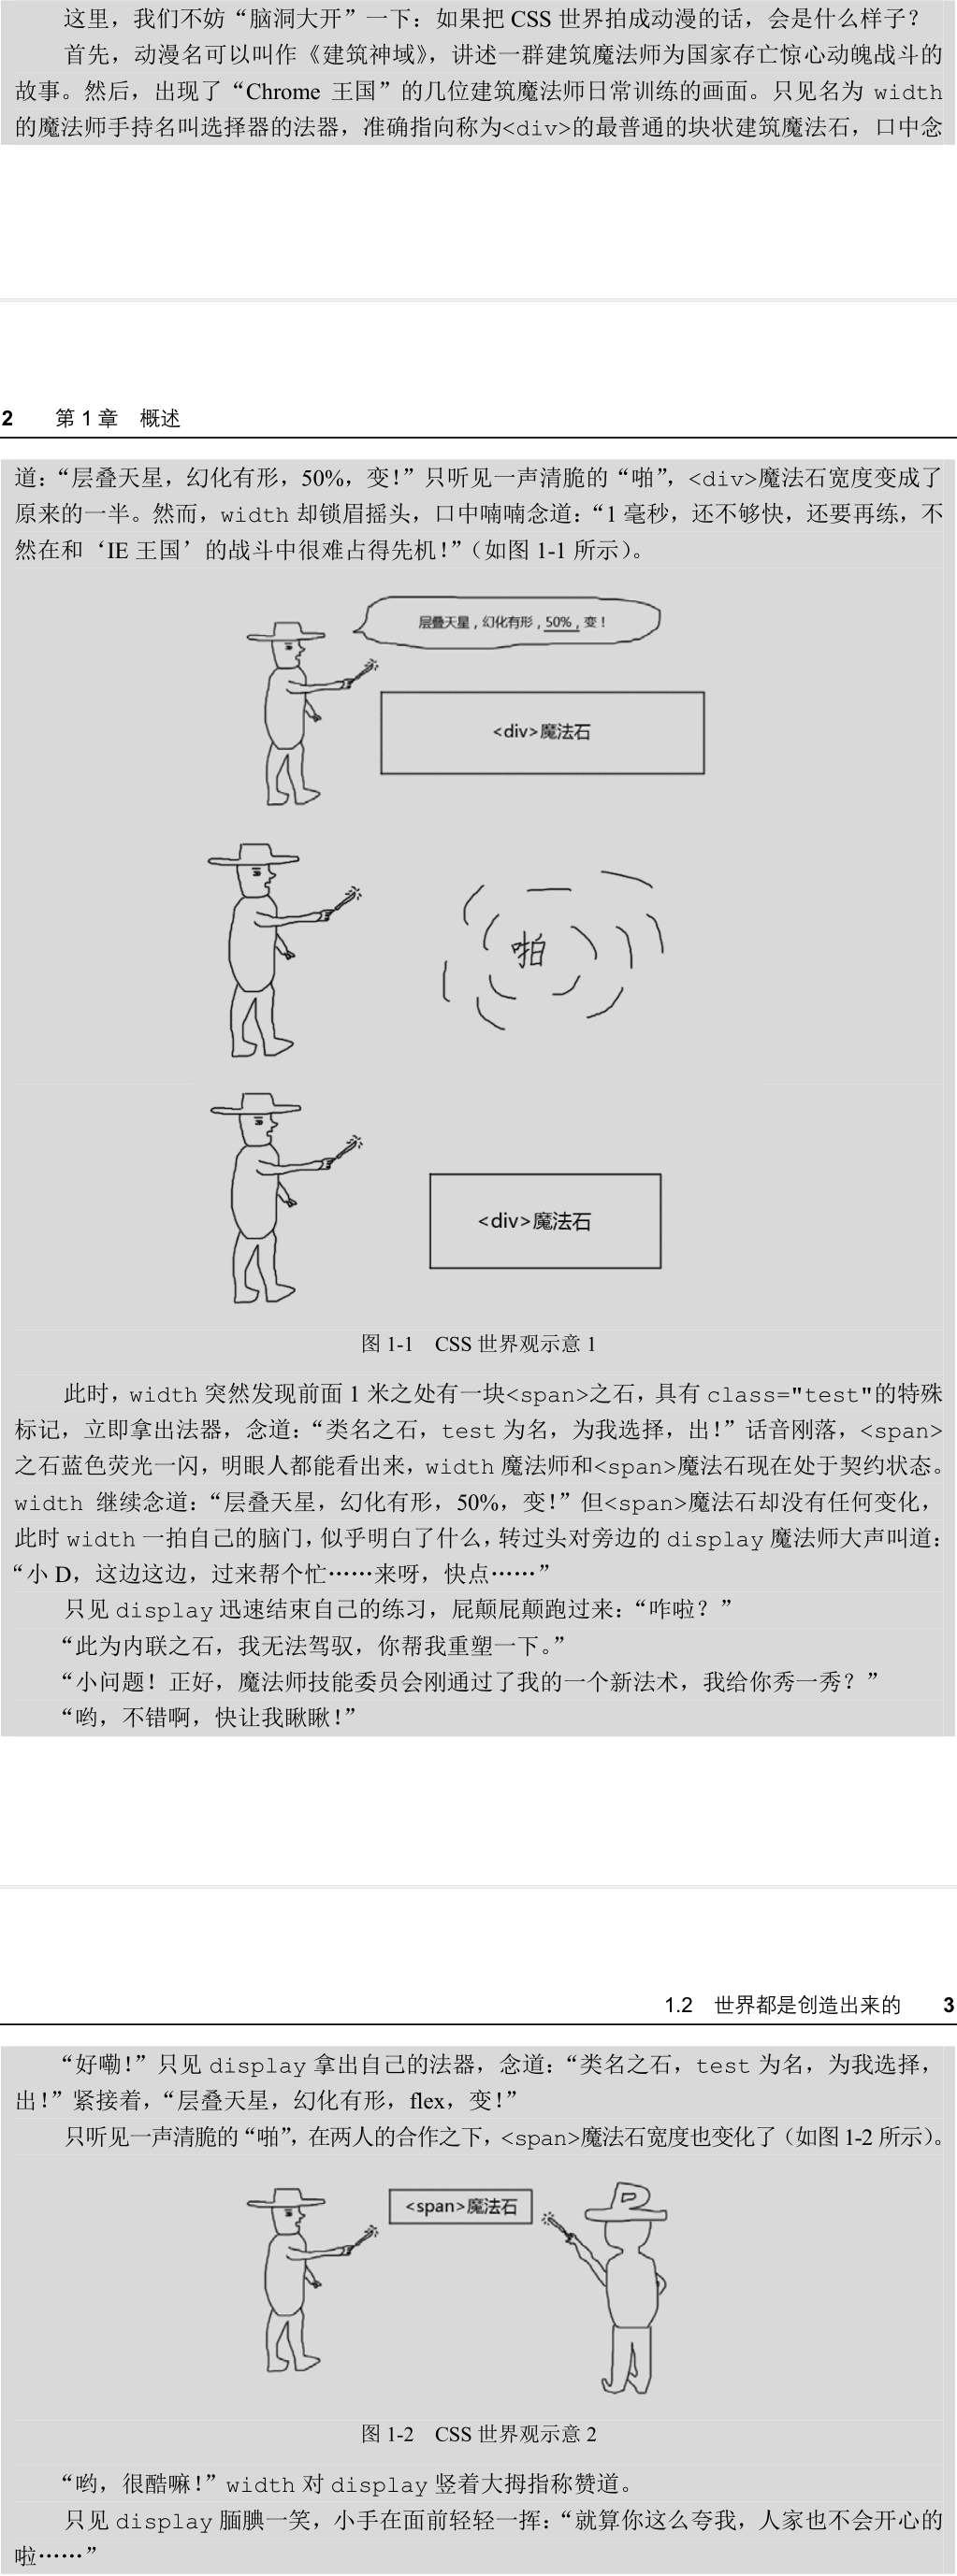 这里，我们不妨“脑洞大开”一下：如果把 CSS 世界拍成动漫的话，会是什么样子？
首先，动漫名可以叫作《建筑神域》，讲述一群建筑魔法师为国家存亡惊心动魄战斗的
故事。然后，出现了“Chrome 王国”的几位建筑魔法师日常训练的画面。只见名为 width
的魔法师手持名叫选择器的法器，准确指向称为<div>的最普通的块状建筑魔法石，口中念
2 第 1 章 概述
道：“层叠天星，幻化有形，50%，变！”只听见一声清脆的“啪”，<div>魔法石宽度变成了
原来的一半。然而，width 却锁眉摇头，口中喃喃念道：“1 毫秒，还不够快，还要再练，不
然在和‘IE 王国’的战斗中很难占得先机！”（如图 1-1 所示）。
层叠天星，幻化有形，50%，变！
<div>魔法石
啪
<div>魔法石
图 1-1 CSS 世界观示意 1
此时，width 突然发现前面 1 米之处有一块<span>之石，具有 class="test"的特殊
标记，立即拿出法器，念道：“类名之石，test 为名，为我选择，出！”话音刚落，<span>
之石蓝色荧光一闪，明眼人都能看出来，width 魔法师和<span>魔法石现在处于契约状态。
width 继续念道：“层叠天星，幻化有形，50%，变！”但<span>魔法石却没有任何变化，
此时 width 一拍自己的脑门，似乎明白了什么，转过头对旁边的 display 魔法师大声叫道：
“小 D，这边这边，过来帮个忙……来呀，快点……”
只见 display 迅速结束自己的练习，屁颠屁颠跑过来：“咋啦？”
“此为内联之石，我无法驾驭，你帮我重塑一下。”
“小问题！正好，魔法师技能委员会刚通过了我的一个新法术，我给你秀一秀？”
“哟，不错啊，快让我瞅瞅！”
1.2 世界都是创造出来的 3
“好嘞！”只见 display 拿出自己的法器，念道：“类名之石，test 为名，为我选择，
出！”紧接着，“层叠天星，幻化有形，flex，变！”
只听见一声清脆的“啪”，在两人的合作之下，<span>魔法石宽度也变化了（如图 1-2 所示）。
<span>魔法石
D
图 1-2 CSS 世界观示意 2
“哟，很酷嘛！”width 对 display 竖着大拇指称赞道。
只见 display 腼腆一笑，小手在面前轻轻一挥：“就算你这么夸我，人家也不会开心的
啦……”